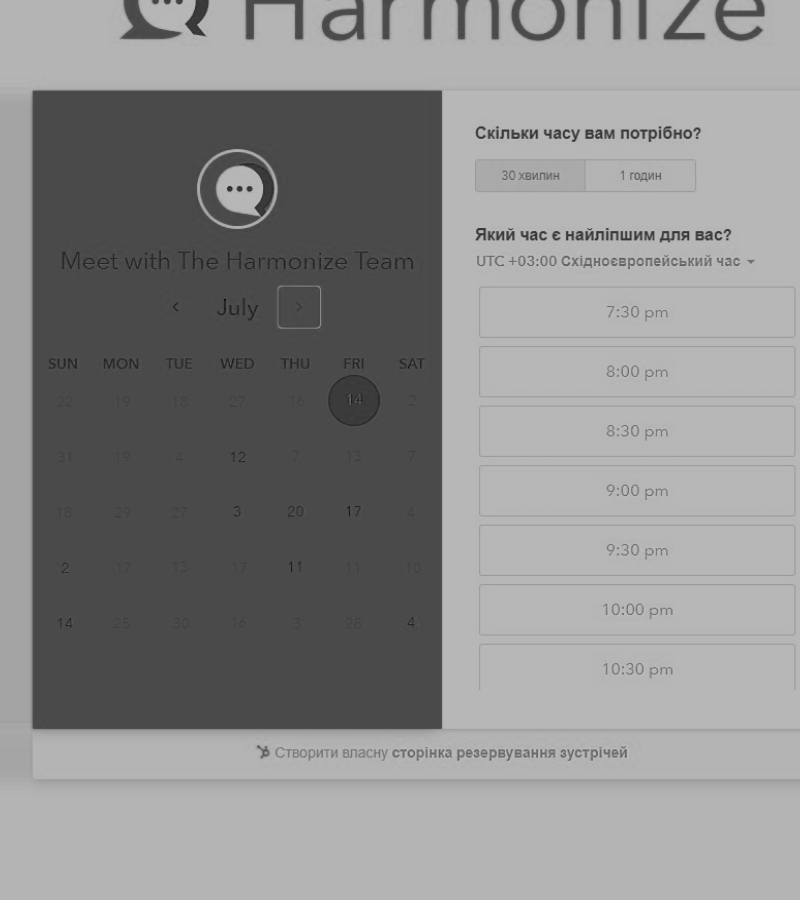 Harmonize
Meet with The Harmonize Team
July
SUN MON TUE WED THU FRI SAT
22 19 18 27 16 14 2
31 19 4 12 7 13 7
18 29 27 3 20 17 4
2 17 13 17 11 11 10
14 25 30 16 3 28 4
Скільки часу вам потрібно?
30 хвилин 1 годин
Який час є найліпшим для вас?
UTC +03:00 Східноєвропейський час
7:30 pm
8:00 pm
8:30 pm
9:00 pm
9:30 pm
10:00 pm
10:30 pm
Створити власну сторінка резервування зустрічей